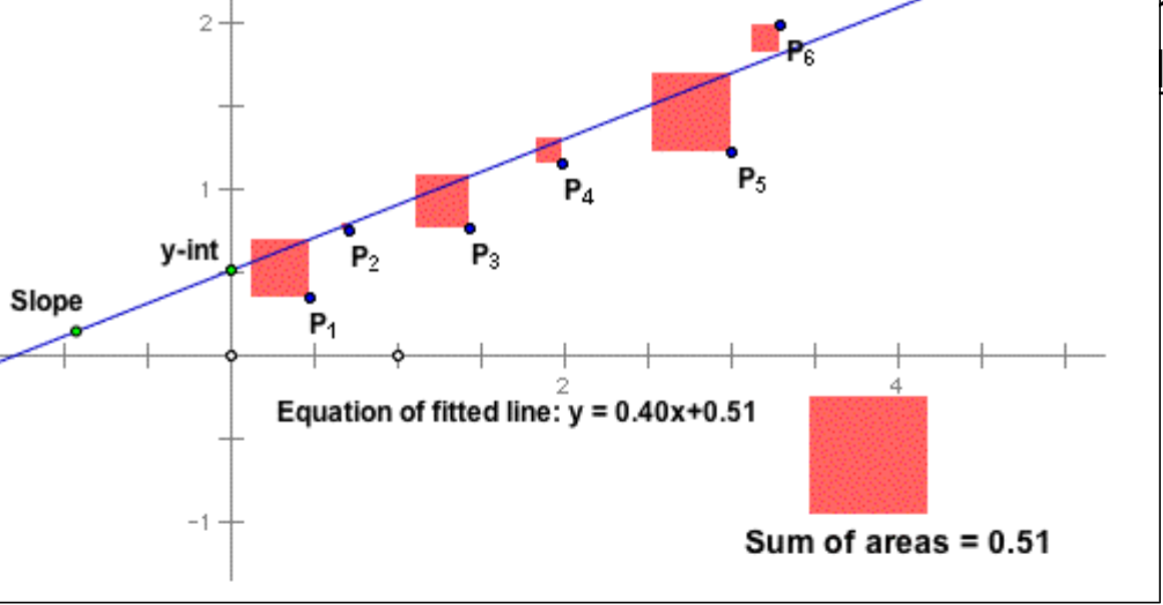 2
P₆
P₅
P₄
1
y-int
P₂
P₃
Slope
P₁
2
4
Equation of fitted line: y = 0.40x+0.51
-1
Sum of areas = 0.51